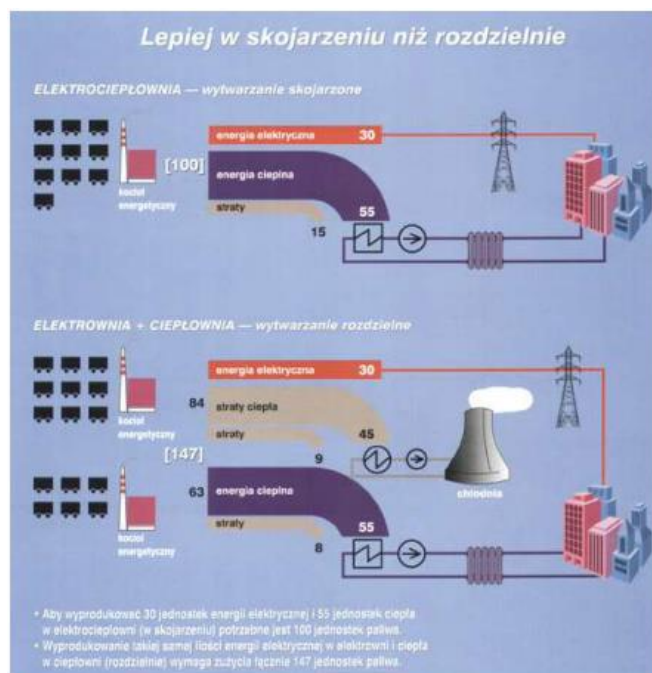 Lepiej w skojarzeniu niż rozdzielnie
ELEKTROCIEPŁOWNIA — wytwarzanie skojarzone
[100]
energia elektryczna 30
energia cieplna
55
straty
15
kocioł
energetyczny
ELEKTROWNIA + CIEPŁOWNIA — wytwarzanie rozdzielne
energia elektryczna 30
84
straty ciepła
45
straty
9
kocioł
energetyczny
chłodnia
[147]
63
energia cieplna
55
straty
8
kocioł
energetyczny
• Aby wyprodukować 30 jednostek energii elektrycznej i 55 jednostek ciepła
w elektrociepłowni (w skojarzeniu) potrzebne jest 100 jednostek paliwa.
• Wyprodukowanie takiej samej ilości energii elektrycznej w elektrowni i ciepła
w ciepłowni (rozdzielnie) wymaga zużycia łącznie 147 jednostek paliwa.